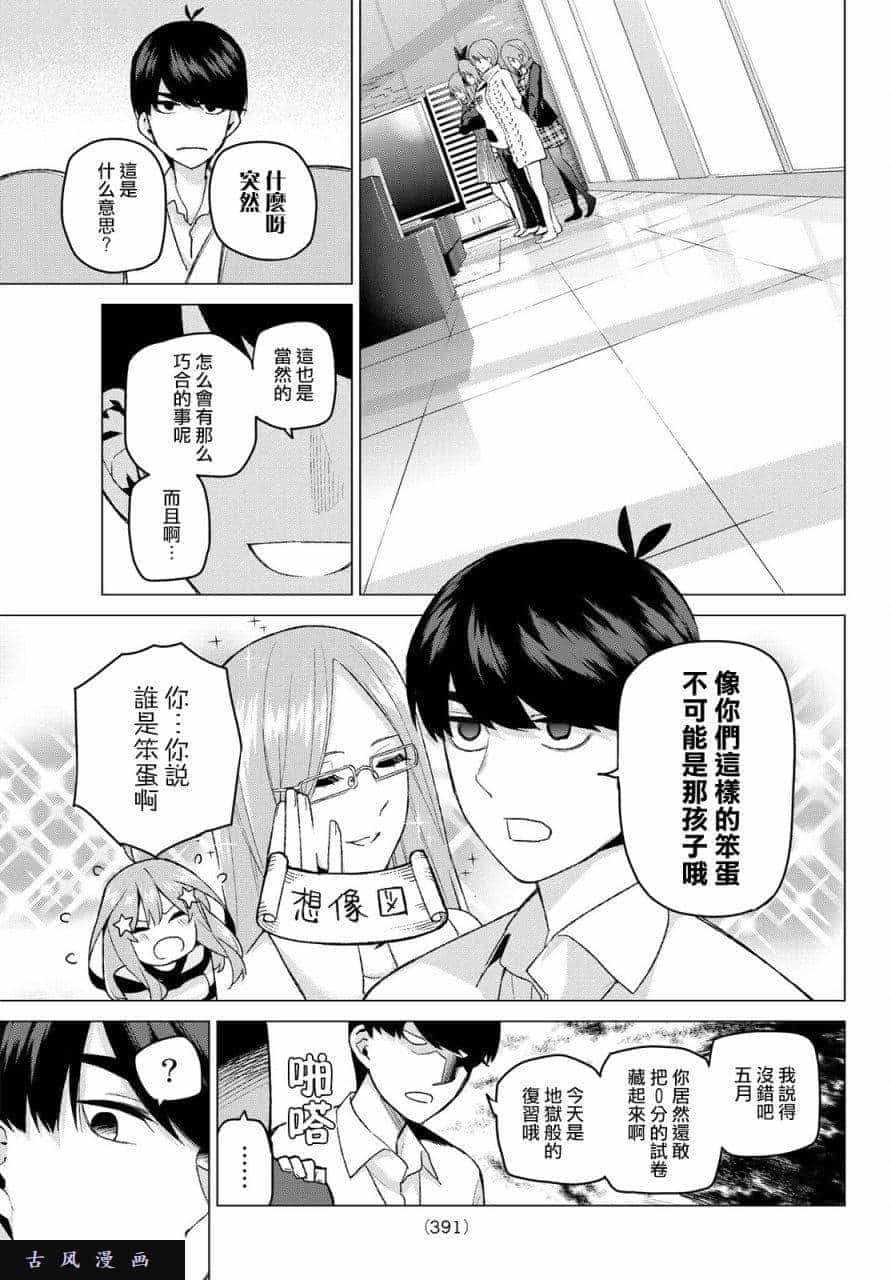 什麼呀
突然
這是
什么意思？
這也是
當然的
怎么會有那么
巧合的事呢
而且啊…
像你們這樣的笨蛋
不可能是那孩子哦
你…你説
誰是笨蛋啊
想像図
我説得
沒錯吧
五月
你居然還敢
把0分的試卷
藏起來啊
今天是
地獄般的
復習哦
啪嗒
……
？
(391)
古风漫画